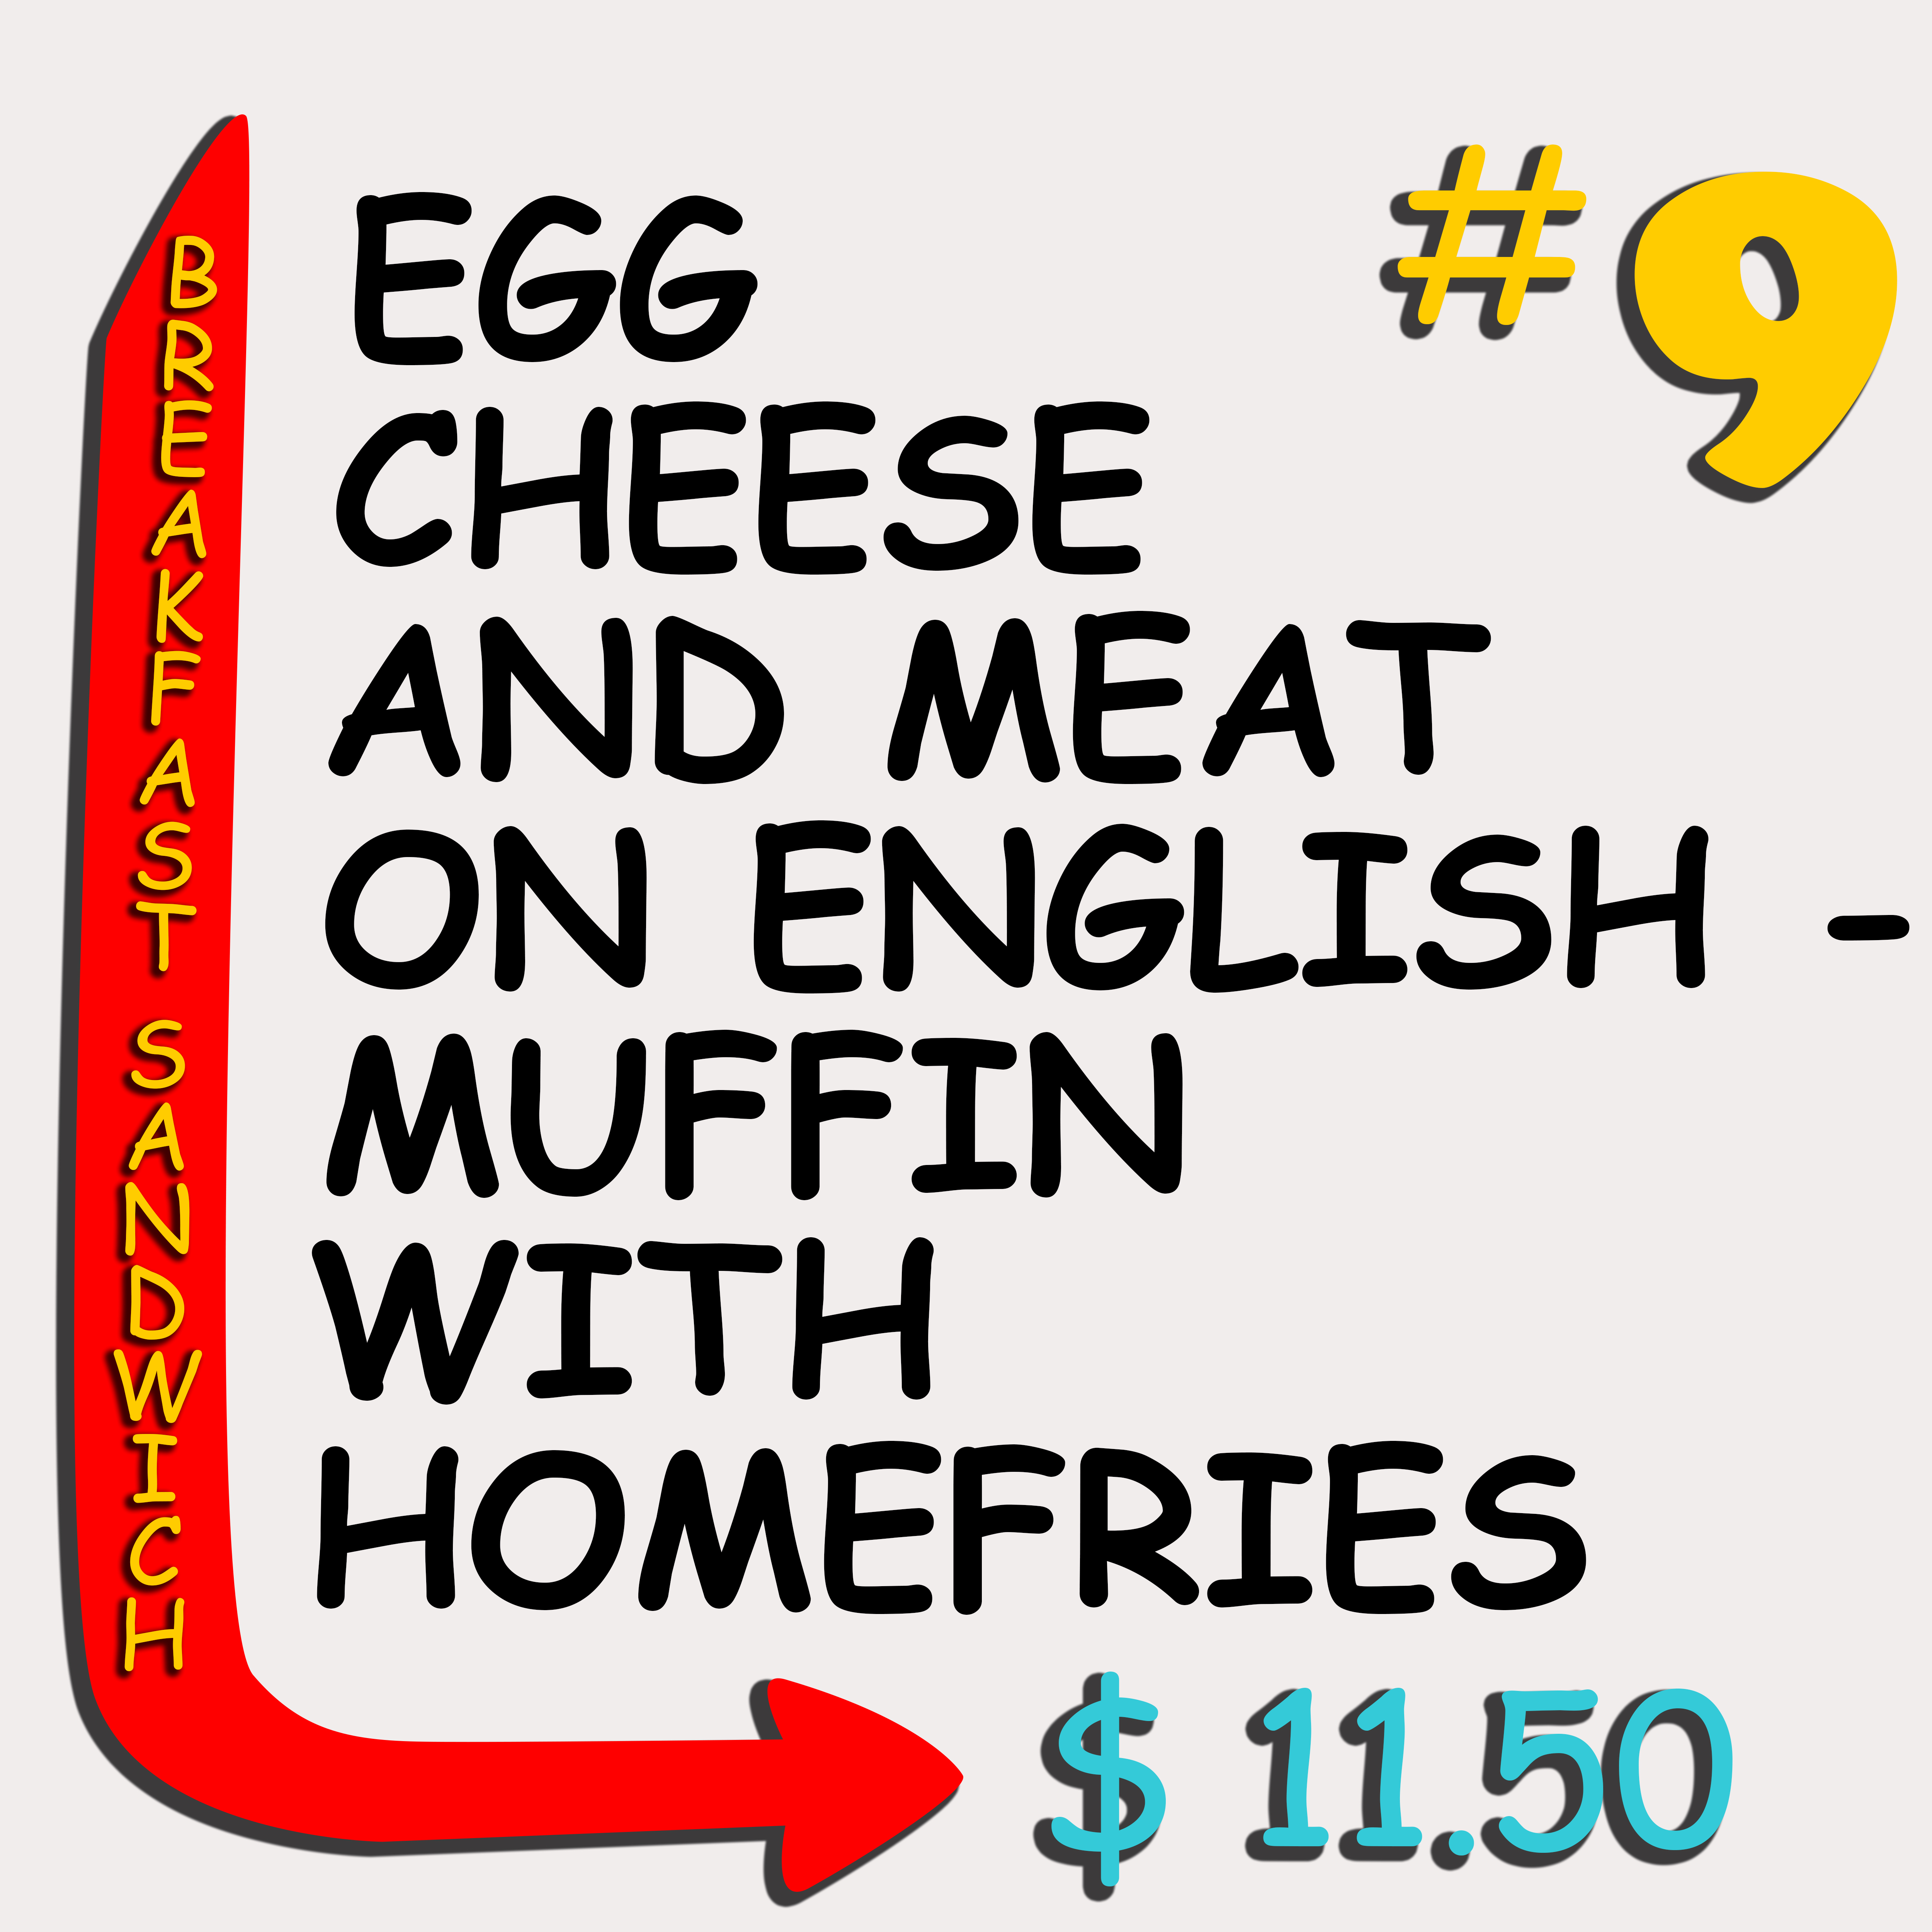 BREAKFAST SANDWICH
#9
EGG
CHEESE
AND MEAT
ON ENGLISH -
MUFFIN
WITH
HOMEFRIES
$ 11.50